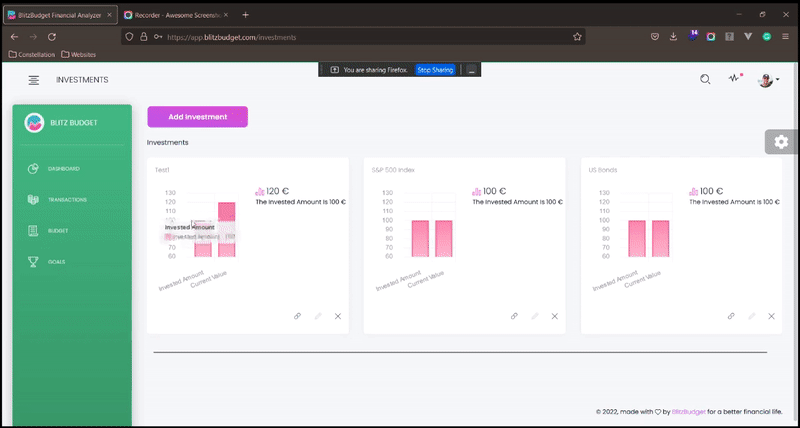 BlitzBudget Financial Analyzer
Recorder - Awesome Screensh
https://app.blitzbudget.com/investments
14
Constellation
Websites
You are sharing Firefox.
Stop Sharing
INVESTMENTS
BLITZ BUDGET
DASHBOARD
TRANSACTIONS
BUDGET
GOALS
Add Investment
Investments
Test1
130
120
110
100
90
80
70
60
Invested Amount
Invested Amount
Current Value
120 €
The Invested Amount Is 100 €
S&P 500 Index
130
120
110
100
90
80
70
60
Invested Amount
Current Value
100 €
The Invested Amount Is 100 €
US Bonds
130
120
110
100
90
80
70
60
Invested Amount
Current Value
100 €
The Invested Amount Is 100 €
© 2022, made with ♡ by BlitzBudget for a better financial life.